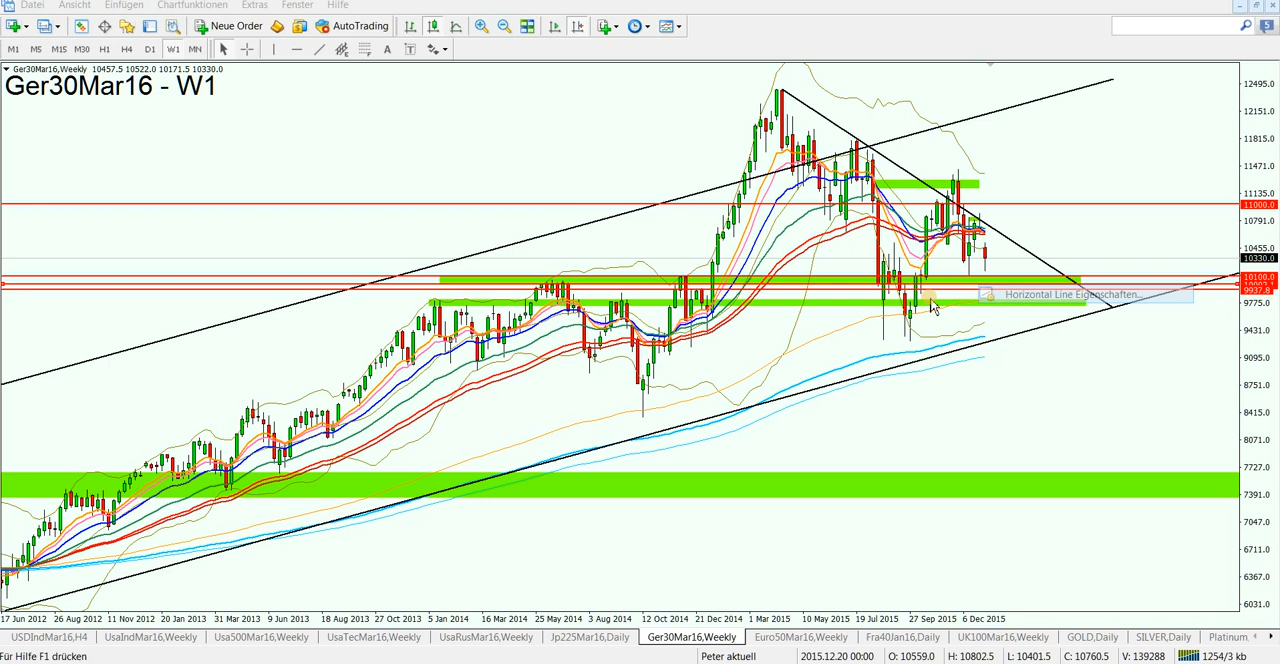 Datei Ansicht Einfügen Chartfunktionen Extras Fenster Hilfe
Neue Order AutoTrading 5
M1 M5 M15 M30 H1 H4 D1 W1 MN A T
Ger30Mar16,Weekly 10457.5 10522.0 10171.5 10330.0
Ger30Mar16 - W1
12495.0
12151.0
11815.0
11471.0
11135.0
11000.0
10791.0
10455.0
10330.0
10100.0
9937.8
Horizontal Line Eigenschaften...
9775.0
9431.0
9095.0
8751.0
8415.0
8071.0
7727.0
7391.0
7047.0
6711.0
6367.0
6031.0
17 Jun 2012 26 Aug 2012 11 Nov 2012 20 Jan 2013 31 Mar 2013 9 Jun 2013 18 Aug 2013 27 Oct 2013 5 Jan 2014 16 Mar 2014 25 May 2014 3 Aug 2014 12 Oct 2014 21 Dec 2014 1 Mar 2015 10 May 2015 19 Jul 2015 27 Sep 2015 6 Dec 2015
USDIndMar16,H4 UsaIndMar16,Weekly Usa500Mar16,Weekly UsaTecMar16,Weekly UsaRusMar16,Weekly Jp225Mar16,Daily Ger30Mar16,Weekly Euro50Mar16,Weekly Fra40Jan16,Daily UK100Mar16,Weekly GOLD,Daily SILVER,Daily Platinum,
Für Hilfe F1 drücken Peter aktuell 2015.12.20 00:00 O: 10559.0 H: 10802.5 L: 10401.5 C: 10760.5 V: 139288 1254/3 kb